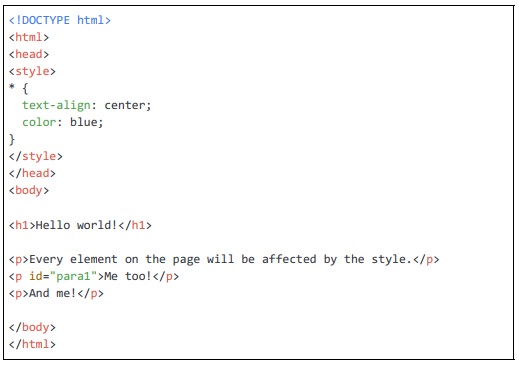 <!DOCTYPE html>
<html>
<head>
<style>
* {
  text-align: center;
  color: blue;
}
</style>
</head>
<body>

<h1>Hello world!</h1>

<p>Every element on the page will be affected by the style.</p>
<p id="para1">Me too!</p>
<p>And me!</p>

</body>
</html>